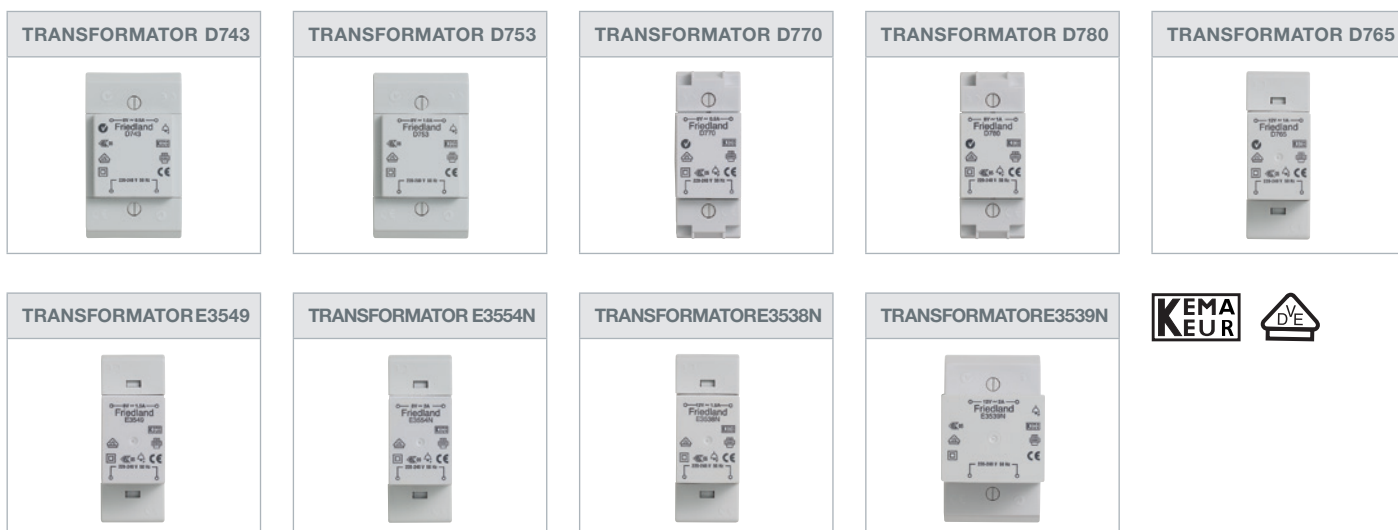 TRANSFORMATOR D743
TRANSFORMATOR D753
TRANSFORMATOR D770
TRANSFORMATOR D780
TRANSFORMATOR D765
Friedland
D743
Friedland
D753
Friedland
D770
Friedland
D780
Friedland
D765
TRANSFORMATOR E3549
TRANSFORMATOR E3554N
TRANSFORMATORE3538N
TRANSFORMATORE3539N
KEMA
KEUR
DVE
Friedland
E3549
Friedland
E3554N
Friedland
E3538N
Friedland
E3539N